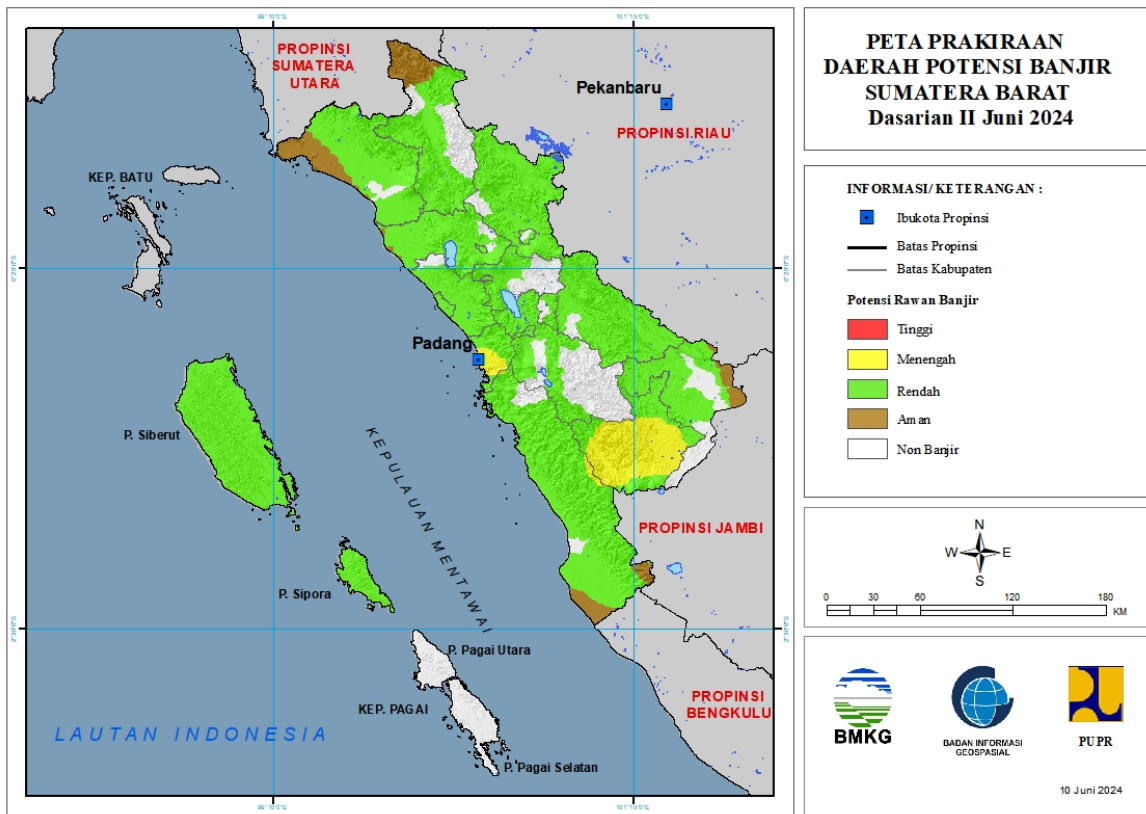 PETA PRAKIRAAN
DAERAH POTENSI BANJIR
SUMATERA BARAT
Dasarian II Juni 2024
INFORMASI/ KETERANGAN :
Ibukota Propinsi
Batas Propinsi
Batas Kabupaten
Potensi Rawan Banjir
Tinggi
Menengah
Rendah
Aman
Non Banjir
N
W
E
S
0
30
60
120
180
KM
BMKG
BADAN INFORMASI
GEOSPASIAL
PUPR
10 Juni 2024
PROPINSI
SUMATERA
UTARA
Pekanbaru
PROPINSI RIAU
KEP. BATU
Padang
P. Siberut
KEPULAUAN MENTAWAI
PROPINSI JAMBI
P. Sipora
P. Pagai Utara
KEP. PAGAI
P. Pagai Selatan
PROPINSI
BENGKULU
LAUTAN INDONESIA